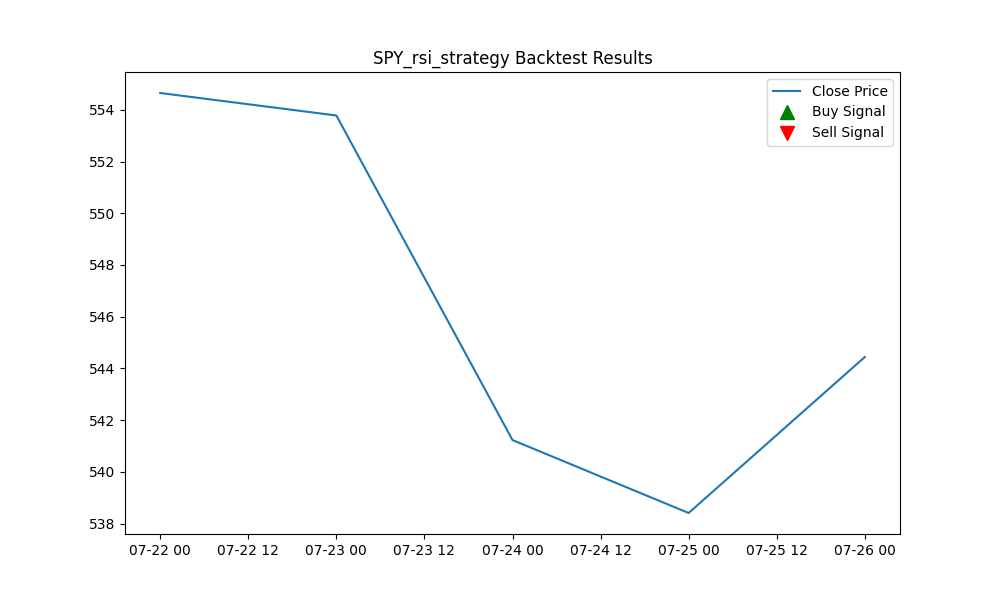 SPY_rsi_strategy Backtest Results
Close Price
Buy Signal
Sell Signal
554
552
550
548
546
544
542
540
538
07-22 00 07-22 12 07-23 00 07-23 12 07-24 00 07-24 12 07-25 00 07-25 12 07-26 00